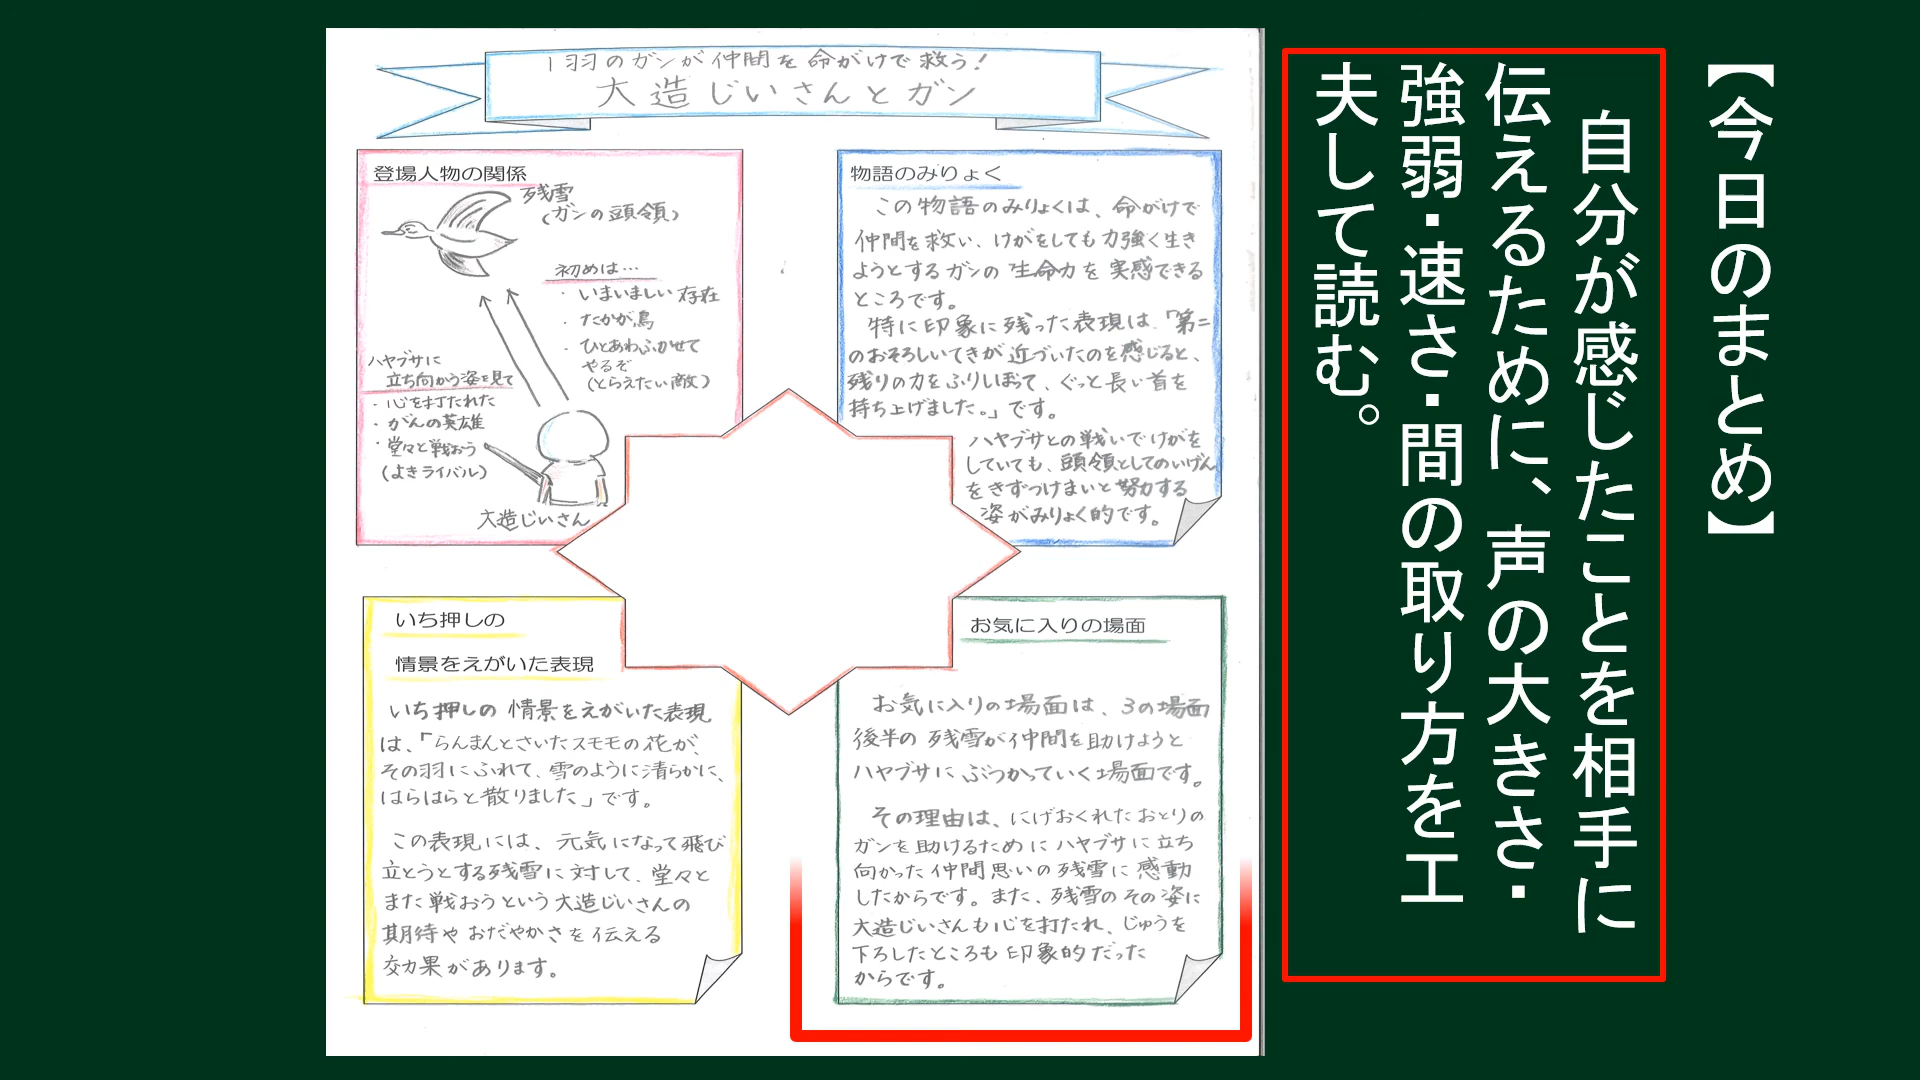 【今日のまとめ】
自分が感じたことを相手に
伝えるために、声の大きさ・
強弱・速さ・間の取り方を工
夫して読む。
1羽のガンが仲間を命がけで救う!
大造じいさんとガン
登場人物の関係
残雪
(ガンの頭領)
初めは…
・いまいましい存在
・たかが鳥
・ひとあわふかせて
やるぞ
(とらえたい敵)
ハヤブサに
立ち向かう姿を見て
・心を打たれた
・がんの英雄
・堂々と戦おう
(よきライバル)
大造じいさん
物語のみりょく
この物語のみりょくは、命がけで
仲間を救い、けがをしても力強く生き
ようとするガンの生命力を実感できる
ところです。
特に印象に残った表現は「第二
のおそろしいてきが近づいたのを感じると、
残りの力をふりしぼって、ぐっと長い首を
持ち上げました。」です。
ハヤブサとの戦いでけがを
していても、頭領としてのいげん
をきずつけまいと努力する
姿がみりょく的です。
いち押しの
情景をえがいた表現
いち押しの情景をえがいた表現
は、「らんまんとさいたスモモの花が、
その羽にふれて、雪のように清らかに、
はらはらと散りました」です。
この表現には、元気になって飛び
立とうとする残雪に対して、堂々と
また戦おうという大造じいさんの
期待やおだやかさを伝える
効果があります。
お気に入りの場面
お気に入りの場面は、3の場面
後半の残雪が仲間を助けようと
ハヤブサにぶつかっていく場面です。
その理由は、にげおくれたおとりの
ガンを助けるためにハヤブサに立ち
向かった仲間思いの残雪に感動
したからです。また、残雪のその姿に
大造じいさんも心を打たれ、じゅうを
下ろしたところも印象的だった
からです。